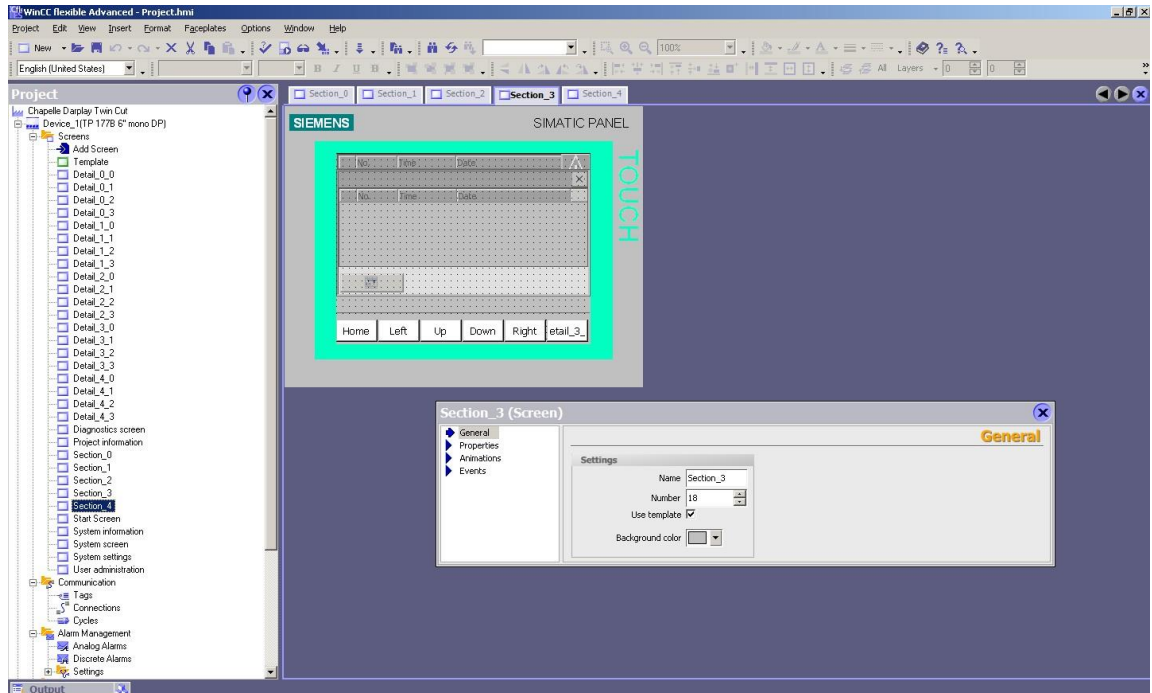 WinCC flexible Advanced - Project.hmi
Project Edit View Insert Format Faceplates Options Window Help
New 100%
English (United States) B I U All Layers 0 0
Project
Section_0 Section_1 Section_2 Section_3 Section_4
Chapelle Darplay Twin Cut
Device_1(TP 177B 6" mono DP)
Screens
Add Screen
Template
Detail_0_0
Detail_0_1
Detail_0_2
Detail_0_3
Detail_1_0
Detail_1_1
Detail_1_2
Detail_1_3
Detail_2_0
Detail_2_1
Detail_2_2
Detail_2_3
Detail_3_0
Detail_3_1
Detail_3_2
Detail_3_3
Detail_4_0
Detail_4_1
Detail_4_2
Detail_4_3
Diagnostics screen
Project information
Section_0
Section_1
Section_2
Section_3
Section_4
Start Screen
System information
System screen
System settings
User administration
Communication
Tags
Connections
Cycles
Alarm Management
Analog Alarms
Discrete Alarms
Settings
Output
SIEMENS SIMATIC PANEL
TOUCH
No. Time Date
No. Time Date
Home Left Up Down Right etail_3_
Section_3 (Screen)
General
Properties
Animations
Events
General
Settings
Name Section_3
Number 18
Use template
Background color